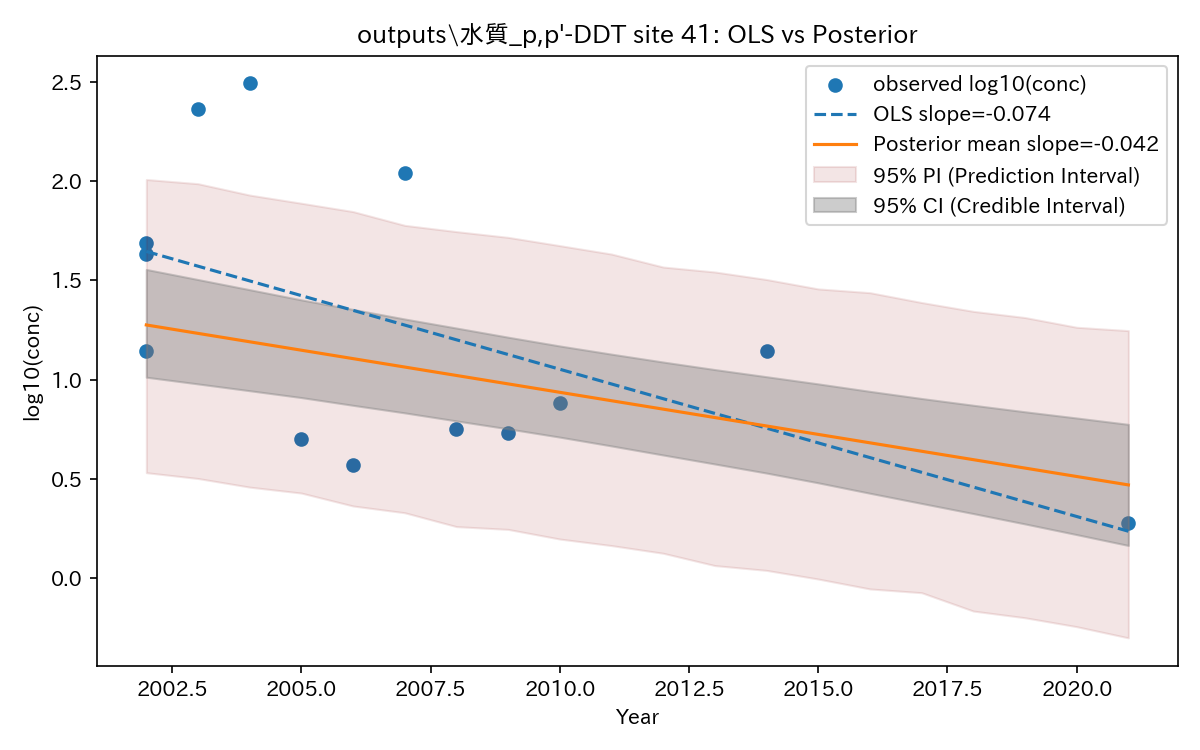 outputs\水質_p,p'-DDT site 41: OLS vs Posterior
observed log10(conc)
OLS slope=-0.074
Posterior mean slope=-0.042
95% PI (Prediction Interval)
95% CI (Credible Interval)
log10(conc)
2.5
2.0
1.5
1.0
0.5
0.0
2002.5 2005.0 2007.5 2010.0 2012.5 2015.0 2017.5 2020.0
Year